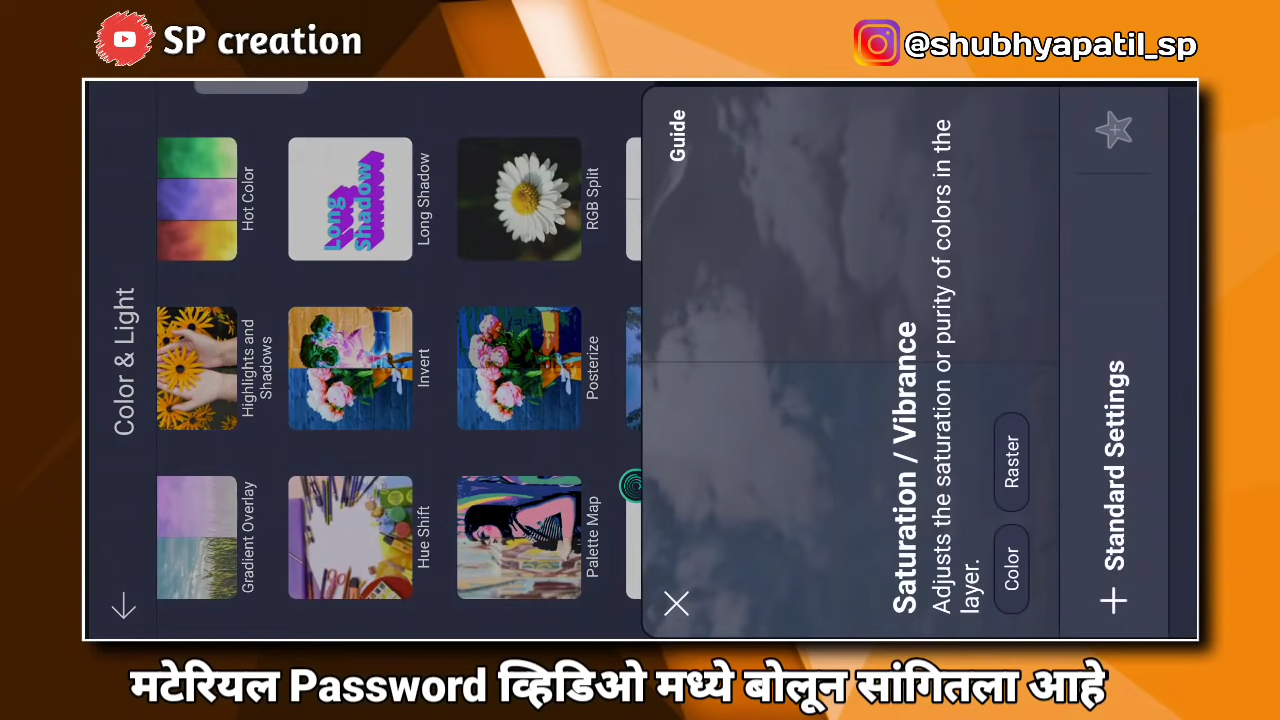 SP creation
@shubhyapatil_sp
Color & Light
Gradient Overlay
Highlights and
Shadows
Hot Color
Hue Shift
Invert
Long Shadow
Long
Shadow
Palette Map
Posterize
RGB Split
Guide
Saturation / Vibrance
Adjusts the saturation or purity of colors in the
layer.
Color
Raster
+ Standard Settings
मटेरियल Password व्हिडिओ मध्ये बोलून सांगितला आहे